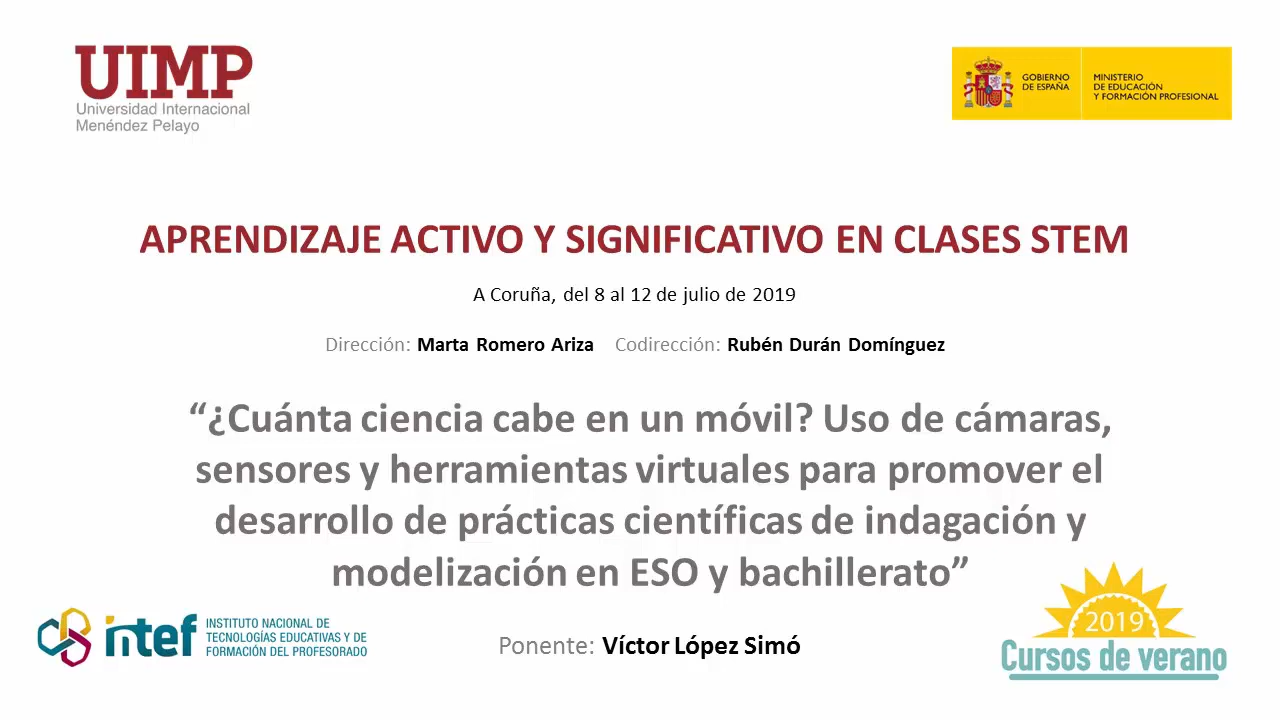 UIMP
Universidad Internacional
Menéndez Pelayo
GOBIERNO
DE ESPAÑA
MINISTERIO
DE EDUCACIÓN
Y FORMACIÓN PROFESIONAL
APRENDIZAJE ACTIVO Y SIGNIFICATIVO EN CLASES STEM
A Coruña, del 8 al 12 de julio de 2019
Dirección: Marta Romero Ariza Codirección: Rubén Durán Domínguez
“¿Cuánta ciencia cabe en un móvil? Uso de cámaras,
sensores y herramientas virtuales para promover el
desarrollo de prácticas científicas de indagación y
modelización en ESO y bachillerato”
intef
INSTITUTO NACIONAL DE
TECNOLOGÍAS EDUCATIVAS Y DE
FORMACIÓN DEL PROFESORADO
Ponente: Víctor López Simó
2019
Cursos de verano